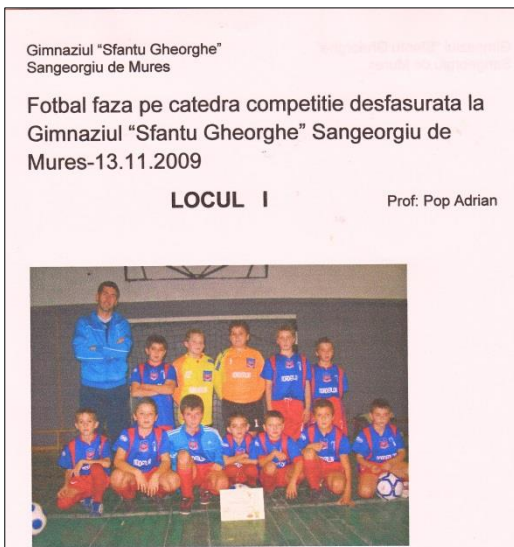 Gimnaziul “Sfantu Gheorghe”
Sangeorgiu de Mures
Fotbal faza pe catedra competitie desfasurata la
Gimnaziul “Sfantu Gheorghe” Sangeorgiu de
Mures-13.11.2009
LOCUL I
Prof: Pop Adrian